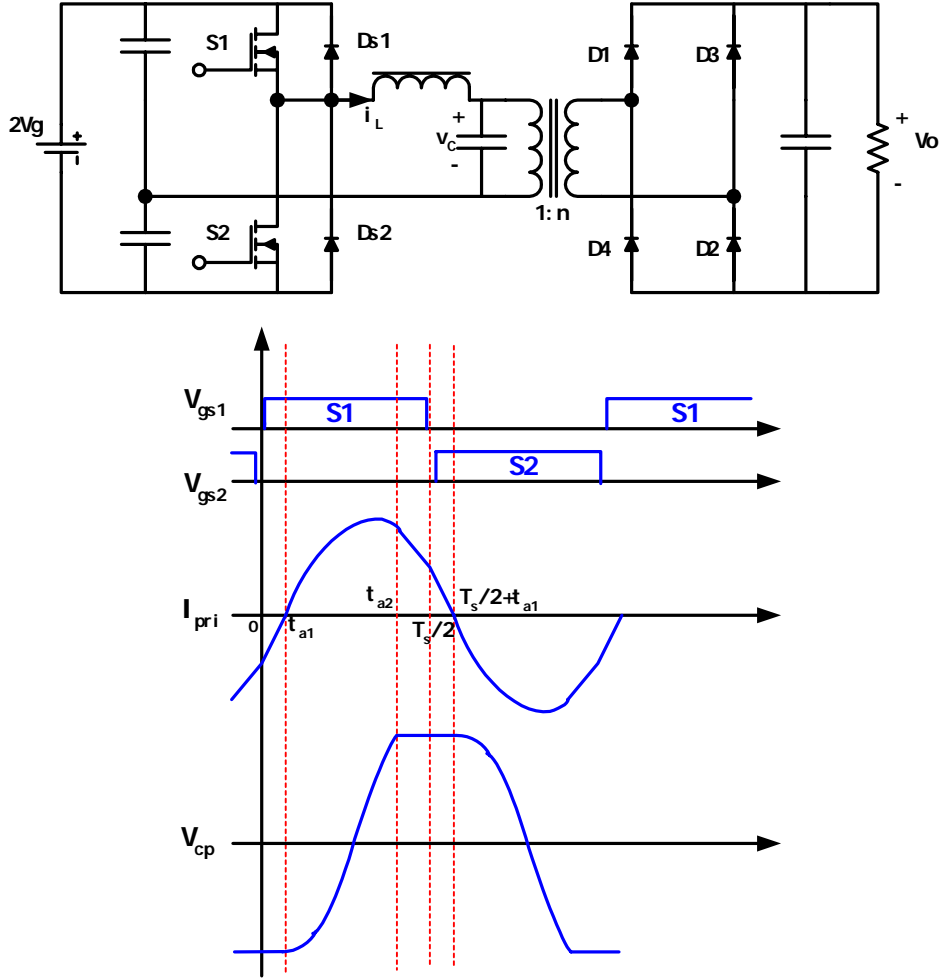 S1
Ds1
D1
D3
2Vg
+
-
i L
+
vC
-
+
Vo
-
1: n
S2
Ds2
D4
D2
Vgs1
S1
S1
Vgs2
S2
Ipri
0
ta1
ta2
Ts/2
Ts/2+ta1
Vcp